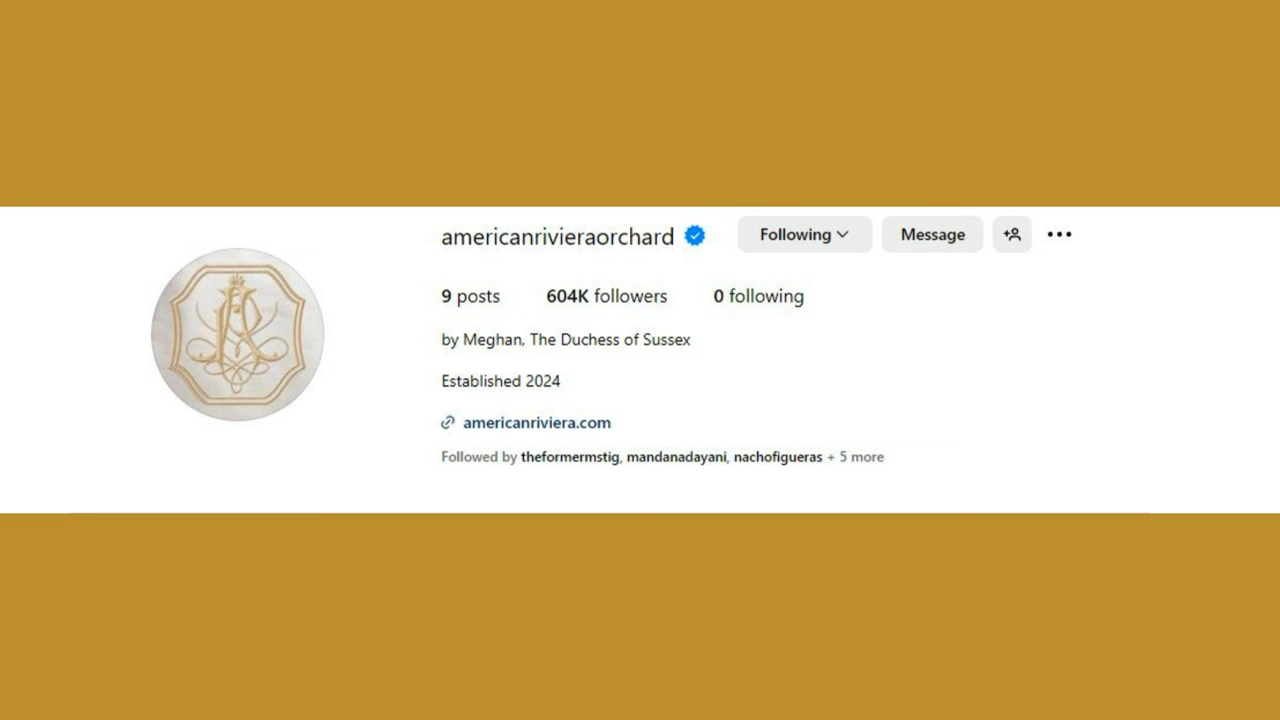 americanrivieraorchard Following Message
9 posts 604K followers 0 following
by Meghan, The Duchess of Sussex
Established 2024
americanriviera.com
Followed by theformermstig, mandanadayani, nachofigueras + 5 more